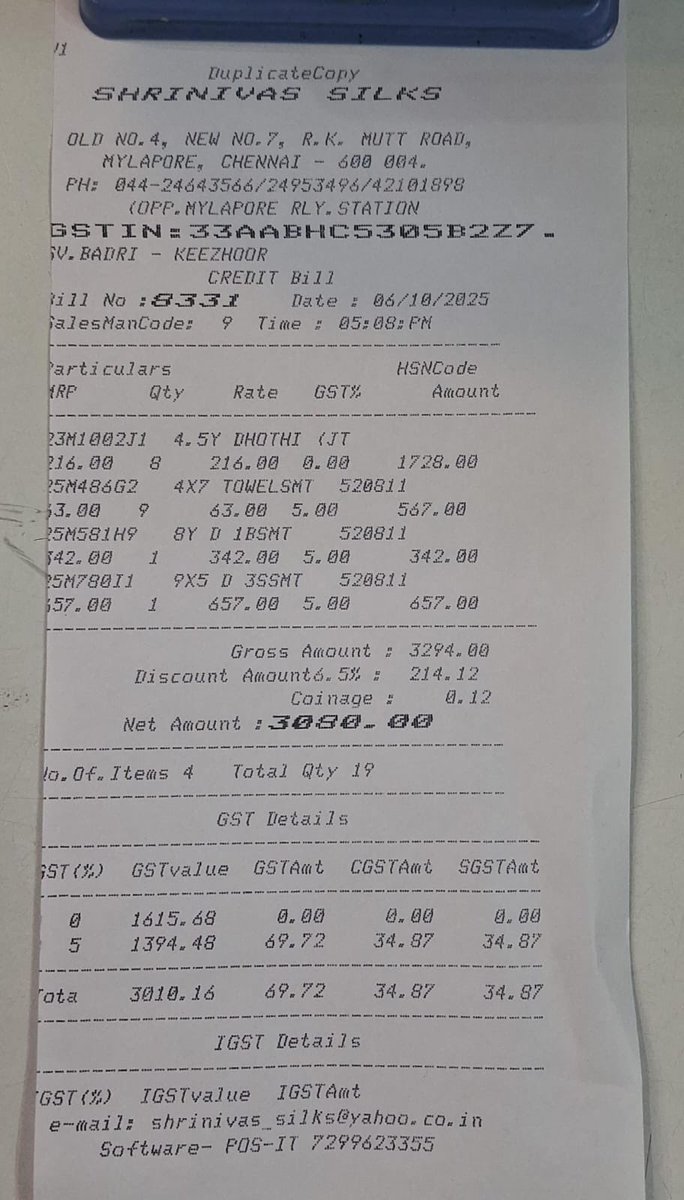 /1
DuplicateCopy
SHRINIVAS SILKS
OLD NO.4, NEW NO.7, R.K. MUTT ROAD,
MYLAPORE, CHENNAI - 600 004.
PH: 044-24643566/24953496/42101898
(OPP.MYLAPORE RLY.STATION
GSTIN:33AABHC5305B2Z7.
SV.BADRI - KEEZHOOR
CREDIT Bill
Bill No :8331 Date : 06/10/2025
SalesManCode: 9 Time : 05:08:PM
Particulars HSNCode
MRP Qty Rate GST% Amount
23M1002J1 4.5Y DHOTHI (JT
216.00 8 216.00 0.00 1728.00
25M486G2 4X7 TOWELSMT 520811
63.00 9 63.00 5.00 567.00
25M581H9 8Y D 1BSMT 520811
342.00 1 342.00 5.00 342.00
25M780I1 9X5 D 3SSMT 520811
657.00 1 657.00 5.00 657.00
Gross Amount : 3294.00
Discount Amount6.5% : 214.12
Coinage : 0.12
Net Amount :3080.00
No.Of.Items 4 Total Qty 19
GST Details
GST(%) GSTvalue GSTAmt CGSTAmt SGSTAmt
0 1615.68 0.00 0.00 0.00
5 1394.48 69.72 34.87 34.87
Tota 3010.16 69.72 34.87 34.87
IGST Details
IGST(%) IGSTvalue IGSTAmt
e-mail: shrinivas_silks@yahoo.co.in
Software- POS-IT 7299623355